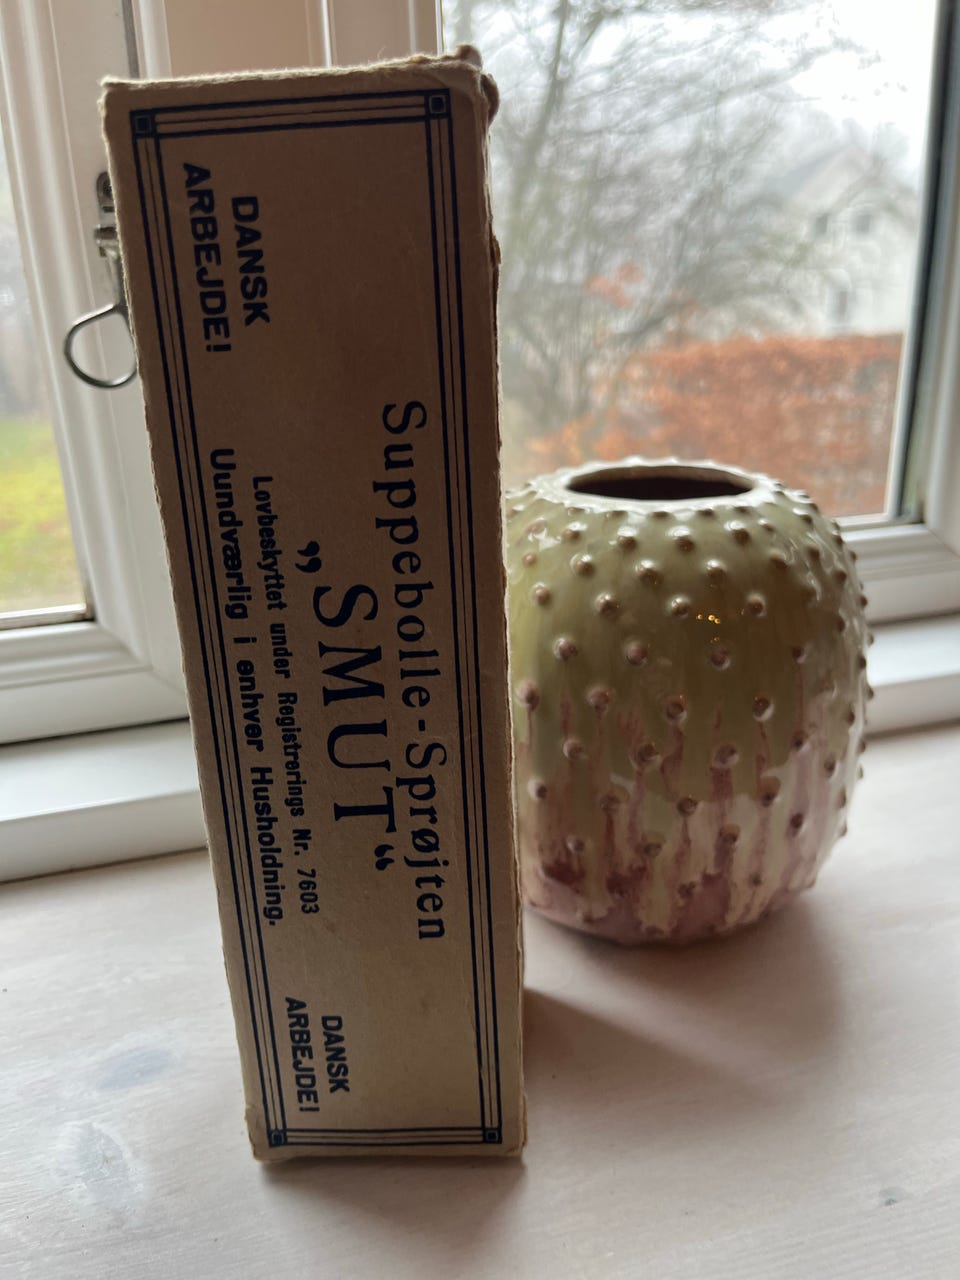 Suppebolle-Sprøjten
„SMUT“
Lovbeskyttet under Registrerings Nr. 7603
Uundværlig i enhver Husholdning.
DANSK
ARBEJDE!
DANSK
ARBEJDE!